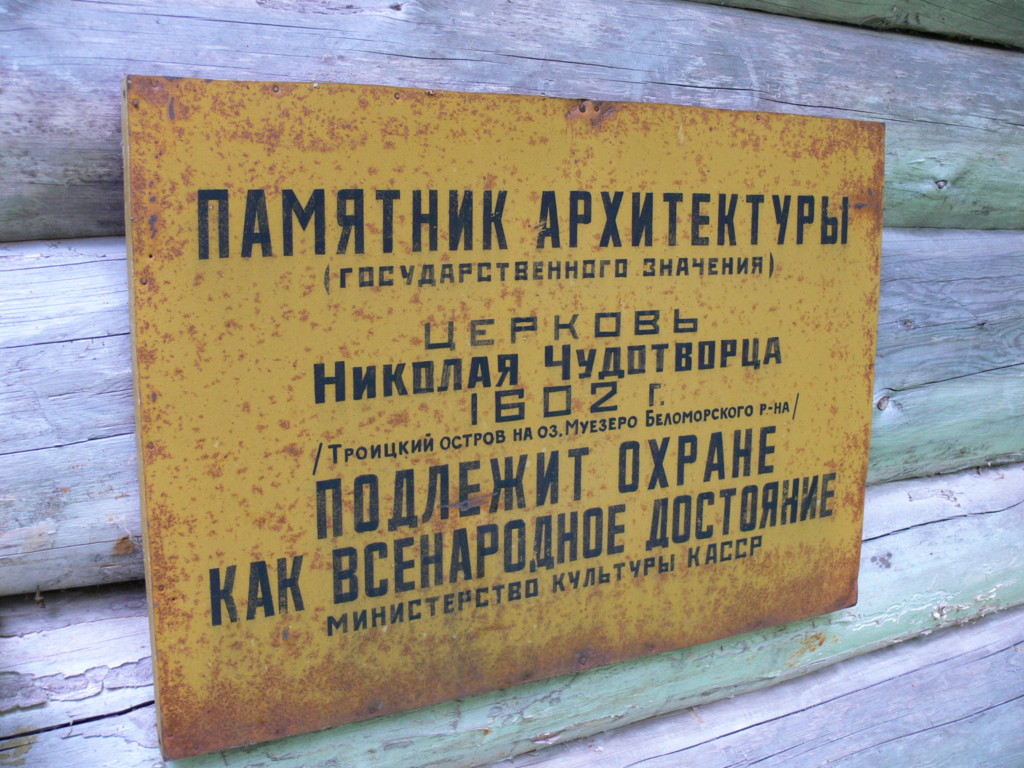 ПАМЯТНИК АРХИТЕКТУРЫ
(ГОСУДАРСТВЕННОГО ЗНАЧЕНИЯ)
ЦЕРКОВЬ
НИКОЛАЯ ЧУДОТВОРЦА
1602 Г.
/ТРОИЦКИЙ ОСТРОВ НА ОЗ. МУЕЗЕРО БЕЛОМОРСКОГО Р-НА/
ПОДЛЕЖИТ ОХРАНЕ
КАК ВСЕНАРОДНОЕ ДОСТОЯНИЕ
МИНИСТЕРСТВО КУЛЬТУРЫ КАССР